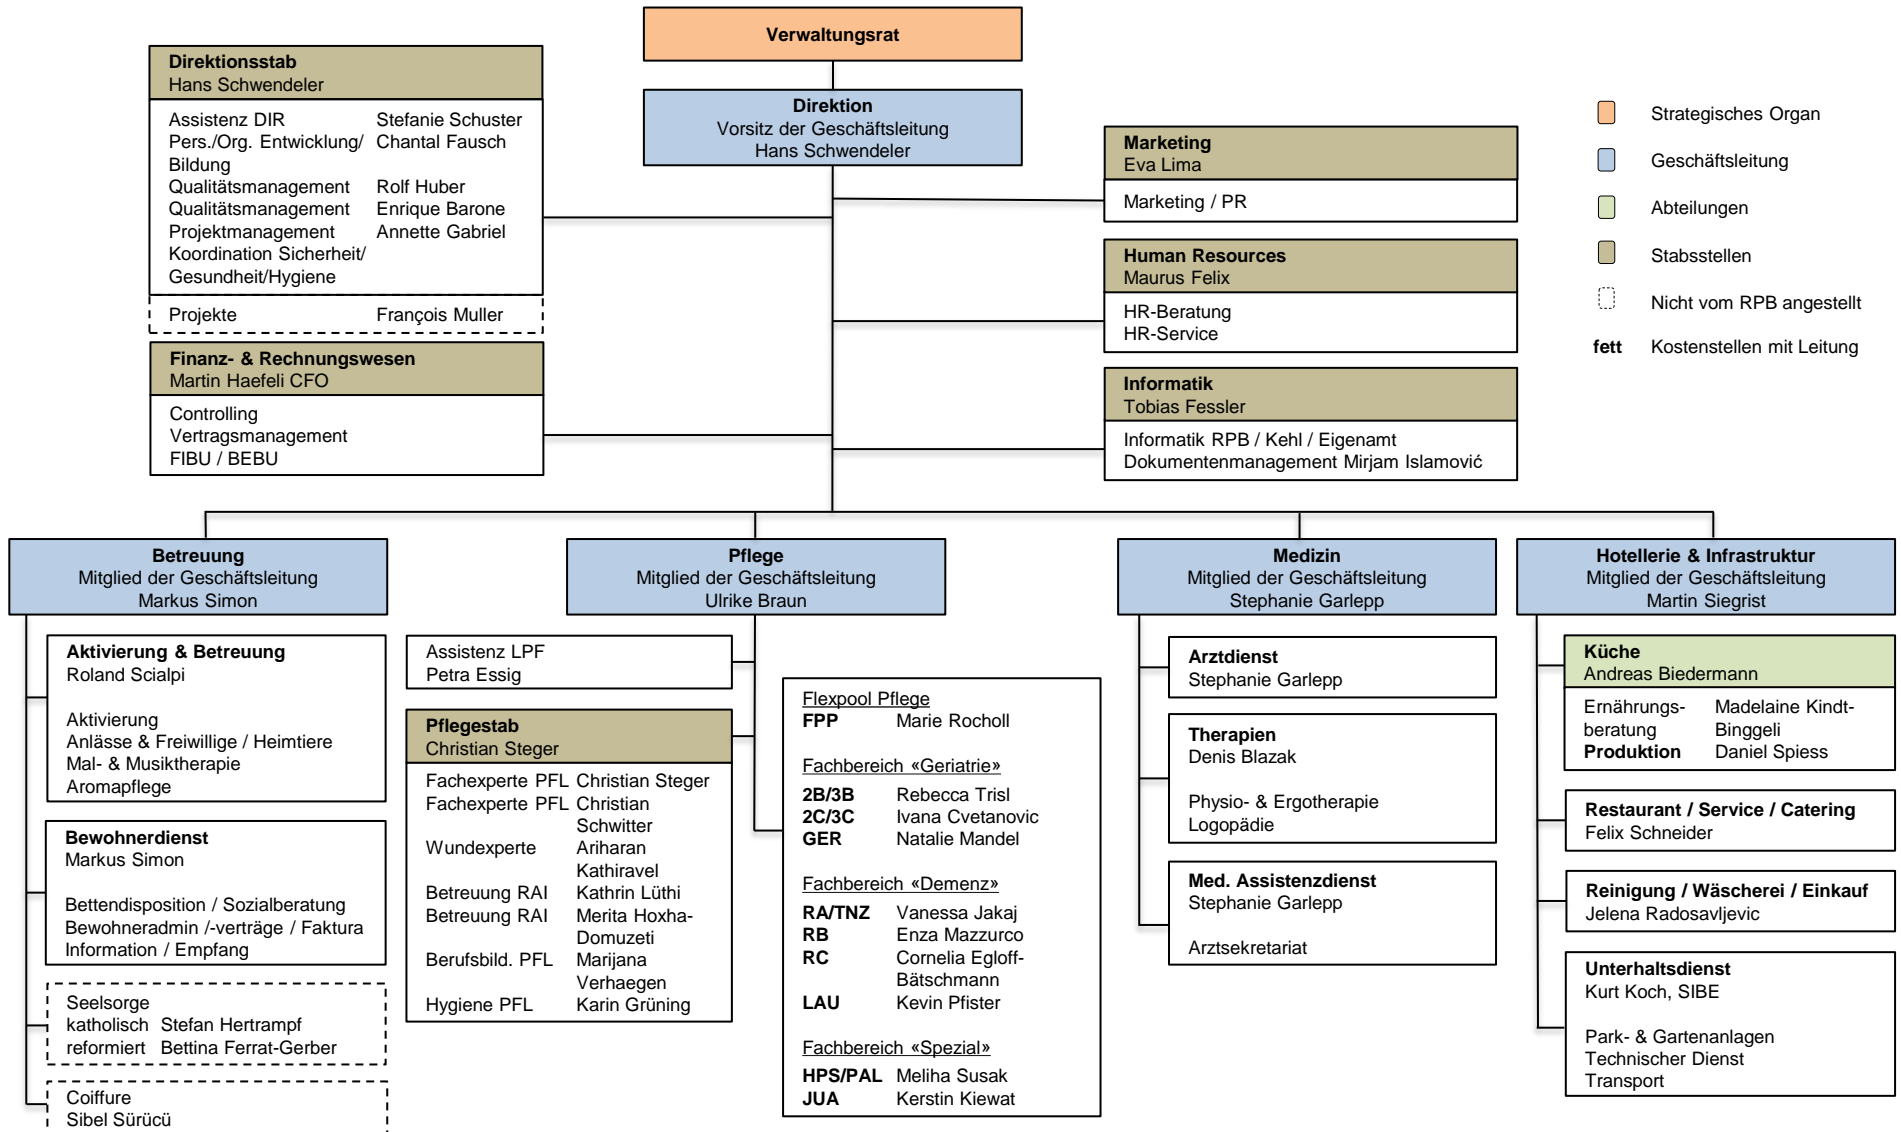 Verwaltungsrat
Direktion
Vorsitz der Geschäftsleitung
Hans Schwendeler
Direktionsstab
Hans Schwendeler
Assistenz DIR Stefanie Schuster
Pers./Org. Entwicklung/ Chantal Fausch
Bildung
Qualitätsmanagement Rolf Huber
Qualitätsmanagement Enrique Barone
Projektmanagement Annette Gabriel
Koordination Sicherheit/
Gesundheit/Hygiene
Projekte François Muller
Finanz- & Rechnungswesen
Martin Haefeli CFO
Controlling
Vertragsmanagement
FIBU / BEBU
Marketing
Eva Lima
Marketing / PR
Human Resources
Maurus Felix
HR-Beratung
HR-Service
Informatik
Tobias Fessler
Informatik RPB / Kehl / Eigenamt
Dokumentenmanagement Mirjam Islamović
Strategisches Organ
Geschäftsleitung
Abteilungen
Stabsstellen
Nicht vom RPB angestellt
fett Kostenstellen mit Leitung
Betreuung
Mitglied der Geschäftsleitung
Markus Simon
Aktivierung & Betreuung
Roland Scialpi
Aktivierung
Anlässe & Freiwillige / Heimtiere
Mal- & Musiktherapie
Aromapflege
Bewohnerdienst
Markus Simon
Bettendisposition / Sozialberatung
Bewohneradmin /-verträge / Faktura
Information / Empfang
Seelsorge
katholisch Stefan Hertrampf
reformiert Bettina Ferrat-Gerber
Coiffure
Sibel Sürücü
Pflege
Mitglied der Geschäftsleitung
Ulrike Braun
Assistenz LPF
Petra Essig
Pflegestab
Christian Steger
Fachexperte PFL Christian Steger
Fachexperte PFL Christian
Schwitter
Wundexperte Ariharan
Kathiravel
Betreuung RAI Kathrin Lüthi
Betreuung RAI Merita Hoxha-
Domuzeti
Berufsbild. PFL Marijana
Verhaegen
Hygiene PFL Karin Grüning
Flexpool Pflege
FPP Marie Rocholl
Fachbereich «Geriatrie»
2B/3B Rebecca Trisl
2C/3C Ivana Cvetanovic
GER Natalie Mandel
Fachbereich «Demenz»
RA/TNZ Vanessa Jakaj
RB Enza Mazzurco
RC Cornelia Egloff-
Bätschmann
LAU Kevin Pfister
Fachbereich «Spezial»
HPS/PAL Meliha Susak
JUA Kerstin Kiewat
Medizin
Mitglied der Geschäftsleitung
Stephanie Garlepp
Arztdienst
Stephanie Garlepp
Therapien
Denis Blazak
Physio- & Ergotherapie
Logopädie
Med. Assistenzdienst
Stephanie Garlepp
Arztsekretariat
Hotellerie & Infrastruktur
Mitglied der Geschäftsleitung
Martin Siegrist
Küche
Andreas Biedermann
Ernährungs- Madelaine Kindt-
beratung Binggeli
Produktion Daniel Spiess
Restaurant / Service / Catering
Felix Schneider
Reinigung / Wäscherei / Einkauf
Jelena Radosavljevic
Unterhaltsdienst
Kurt Koch, SIBE
Park- & Gartenanlagen
Technischer Dienst
Transport